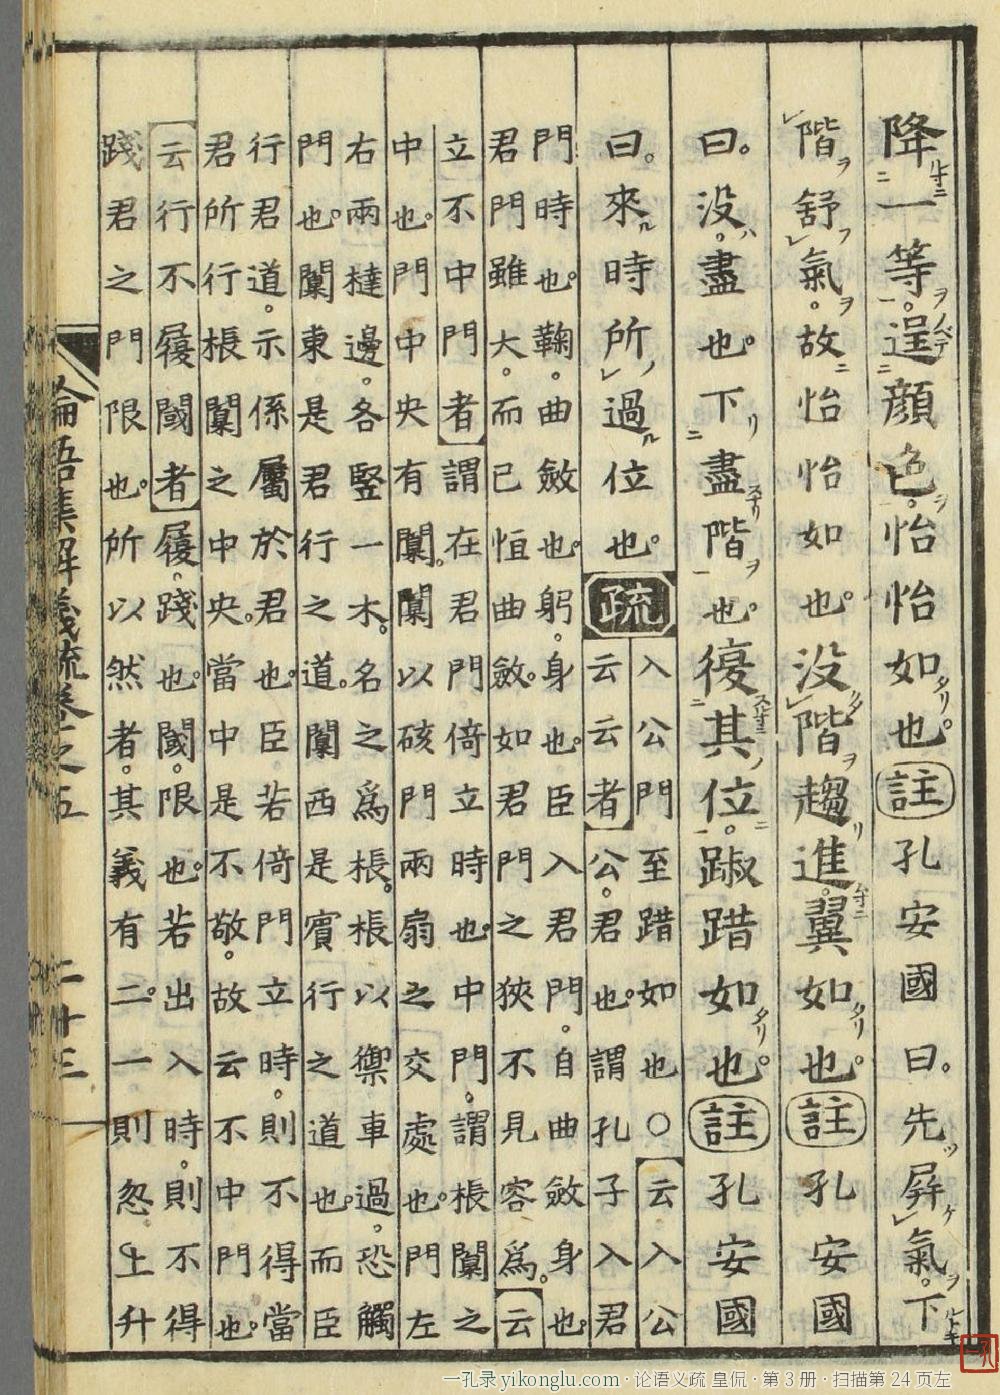 降一等。逞顏色。怡怡如也。註孔安國曰。先屛氣。下
階舒氣。故怡怡如也。没階趨進。翼如也。註孔安國
曰。没。盡也。下盡階也。復其位。踧踖如也。註孔安國
曰。來時所過位也。疏
入公門至踖如也〇云入公
云云者公。君也。謂孔子入君
門時也。鞠。曲斂也。躬。身也。臣入君門。自曲斂身也。
君門雖大。而已恒曲斂。如君門之狹不見容爲。云
立不中門者謂在君門倚立時也。中門。謂棖闑之
中也。門中央有闑。闑以硋門兩扇之交處也。門左
右兩橽邊。各竪一木。名之爲棖。棖以禦車過。恐觸
門也。闑東是君行之道。闑西是賓行之道也。而臣
行君道。示係屬於君也。臣若倚門立時。則不得當
君所行棖闑之中央。當中是不敬。故云不中門也。
云行不履閾者履。踐也。閾。限也。若出入時。則不得
踐君之門限也。所以然者。其義有二。一則忽上升
論語集解義疏卷之五
二十三
一孔录 yikonglu.com · 论语义疏 皇侃 · 第 3 册 · 扫描第 24 页左